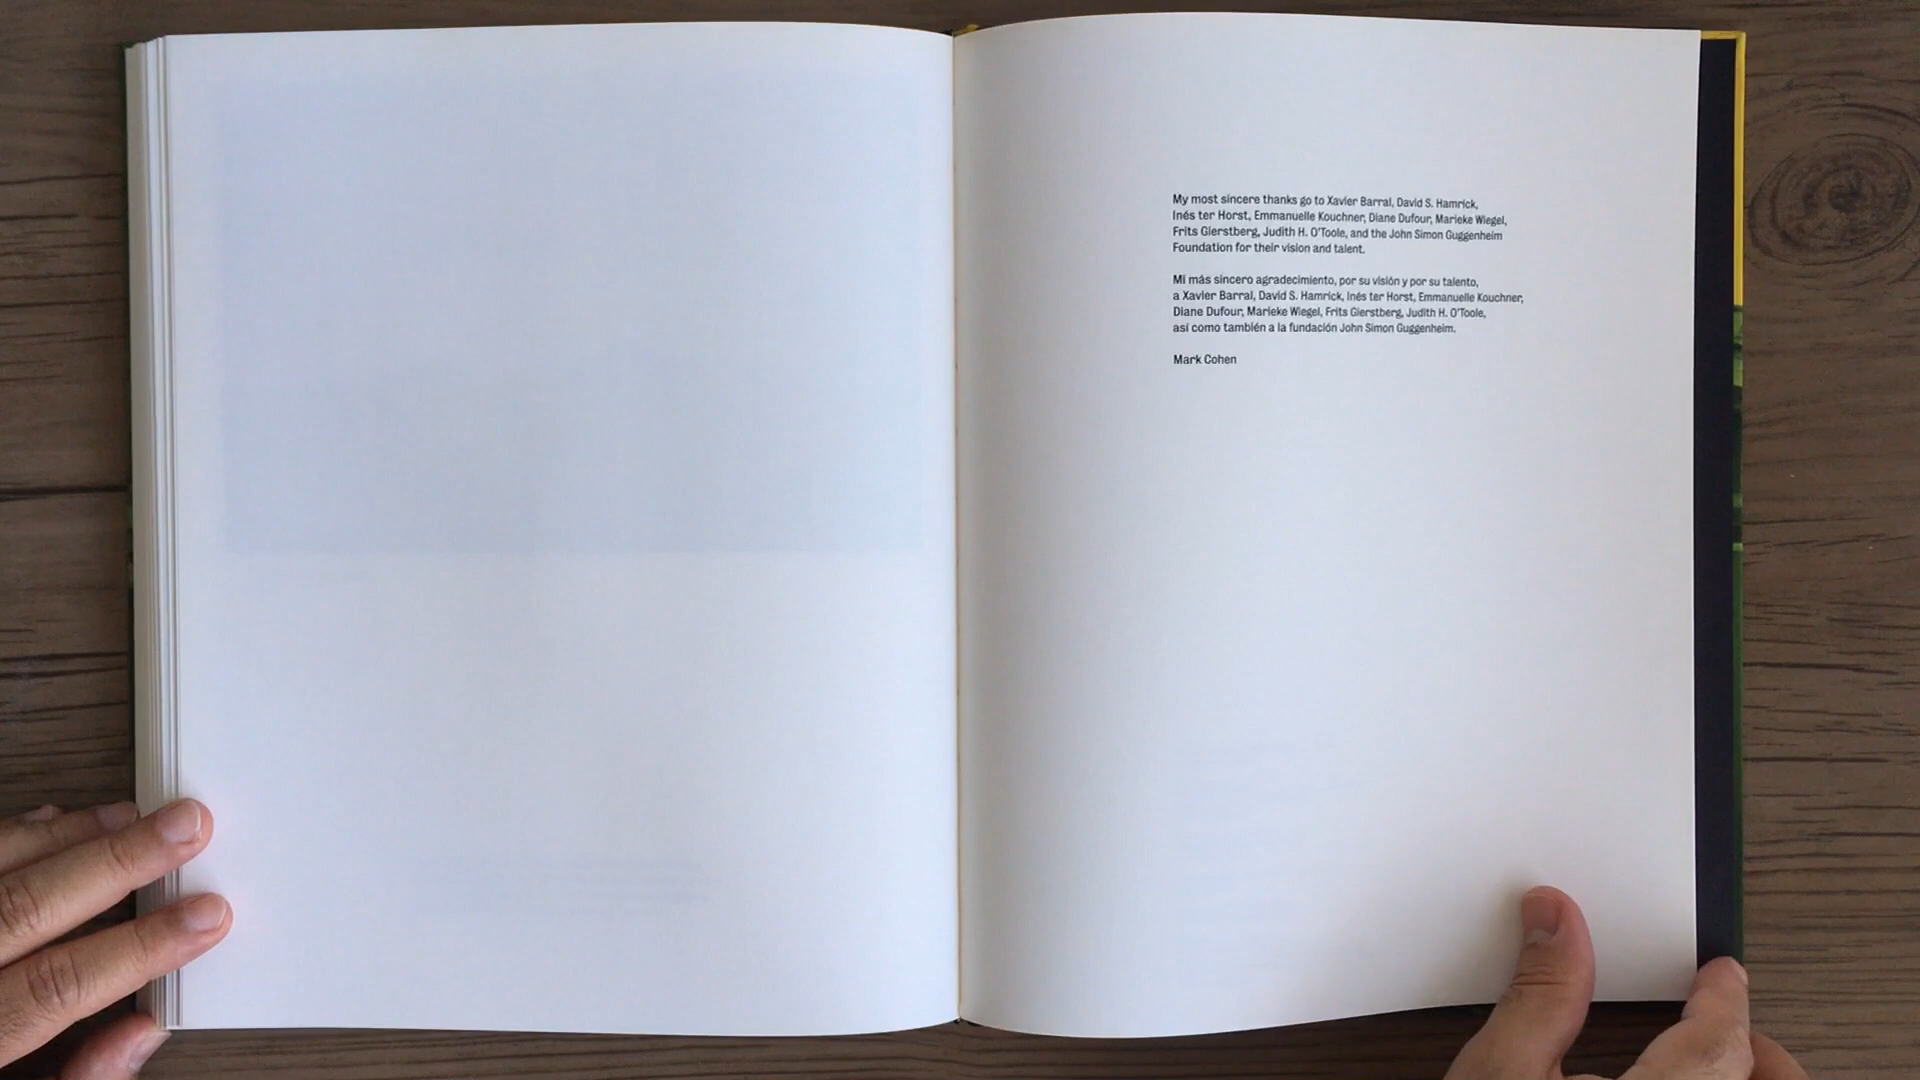 My most sincere thanks go to Xavier Barral, David S. Hamrick,
Inés ter Horst, Emmanuelle Kouchner, Diane Dufour, Marieke Wiegel,
Frits Gierstberg, Judith H. O'Toole, and the John Simon Guggenheim
Foundation for their vision and talent.
Mi más sincero agradecimiento, por su visión y por su talento,
a Xavier Barral, David S. Hamrick, Inés ter Horst, Emmanuelle Kouchner,
Diane Dufour, Marieke Wiegel, Frits Gierstberg, Judith H. O'Toole,
así como también a la fundación John Simon Guggenheim.
Mark Cohen